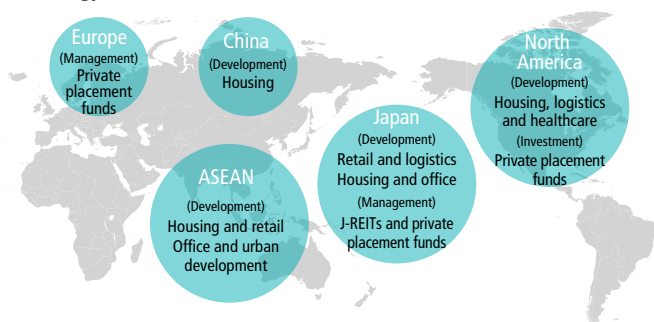 Europe
(Management)
Private
placement
funds
China
(Development)
Housing
North
America
(Development)
Housing, logistics
and healthcare
(Investment)
Private placement
funds
Japan
(Development)
Retail and logistics
Housing and office
(Management)
J-REITs and private
placement funds
ASEAN
(Development)
Housing and retail
Office and urban
development